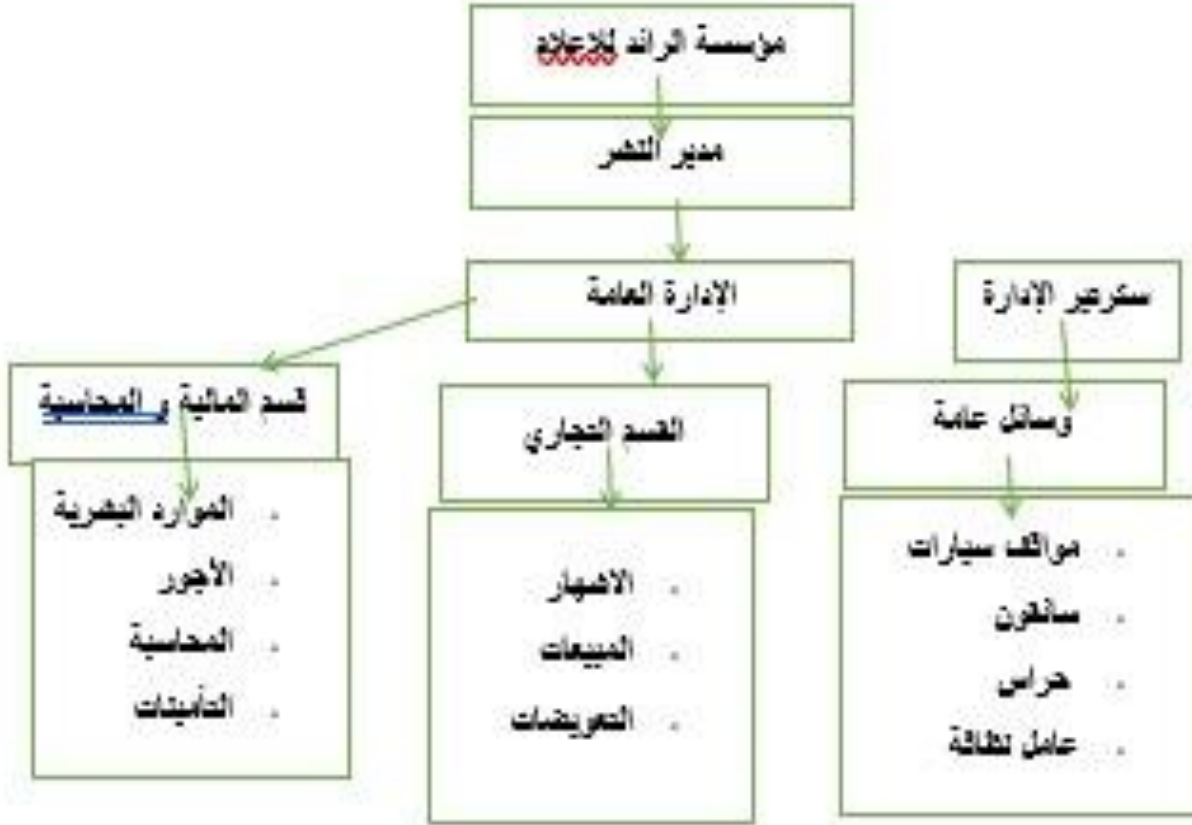 مؤسسة الرائد للاعلام
مدير النشر
الإدارة العامة
سكرتير الإدارة
قسم المالية و المحاسبة
القسم التجاري
وسائل عامة
الموارد البشرية
الأجور
المحاسبة
التأمينات
الاشهار
المبيعات
التعويضات
مواقف سيارات
سائقون
حراس
عامل نظافة